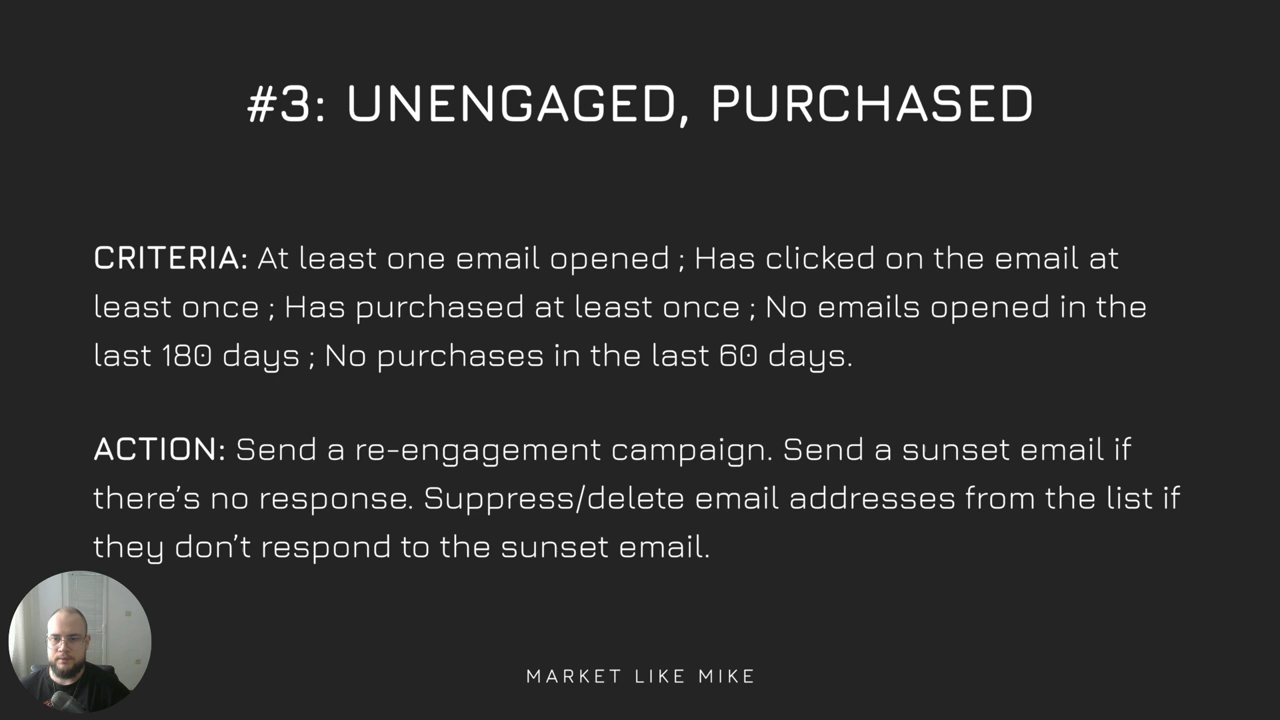 #3: UNENGAGED, PURCHASED
CRITERIA: At least one email opened ; Has clicked on the email at
least once ; Has purchased at least once ; No emails opened in the
last 180 days ; No purchases in the last 60 days.
ACTION: Send a re-engagement campaign. Send a sunset email if
there’s no response. Suppress/delete email addresses from the list if
they don’t respond to the sunset email.
MARKET LIKE MIKE